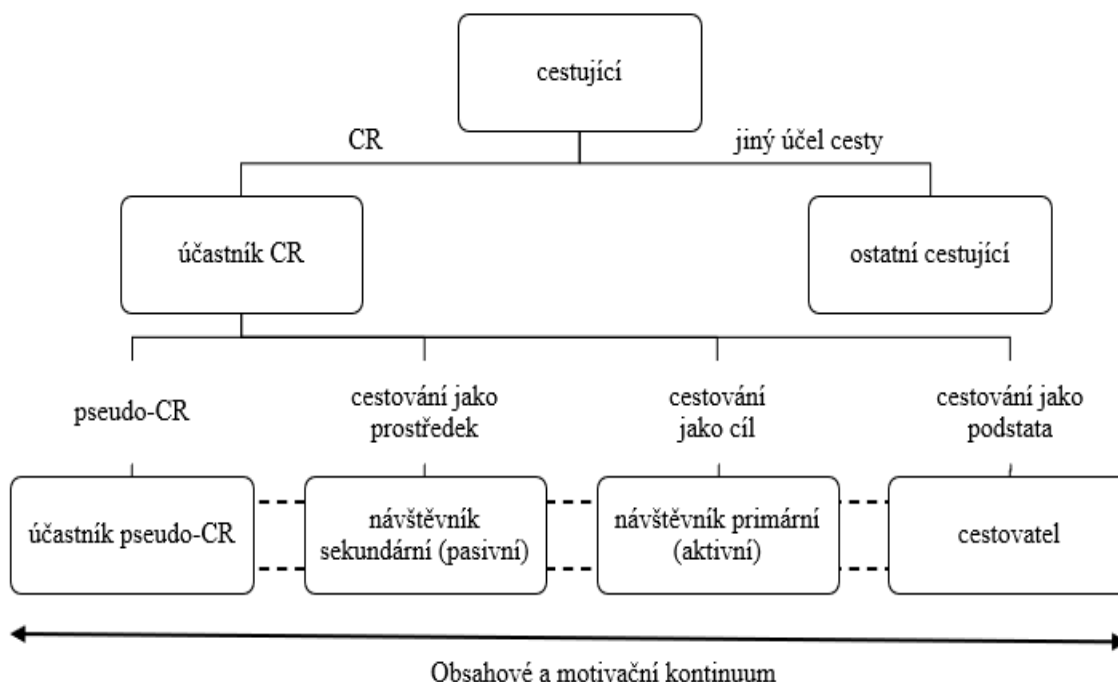 cestující
CR
jiný účel cesty
účastník CR
ostatní cestující
pseudo-CR
cestování jako
prostředek
cestování
jako cíl
cestování jako
podstata
účastník pseudo-CR
návštěvník
sekundární (pasivní)
návštěvník primární
(aktivní)
cestovatel
Obsahové a motivační kontinuum